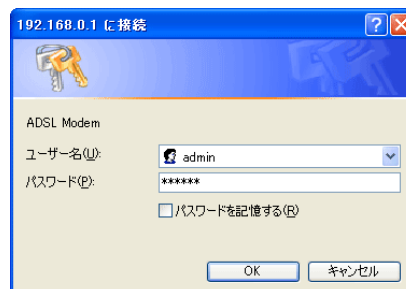 192.168.0.1 に接続
ADSL Modem
ユーザー名(U):
admin
パスワード(P):
******
パスワードを記憶する(R)
OK
キャンセル